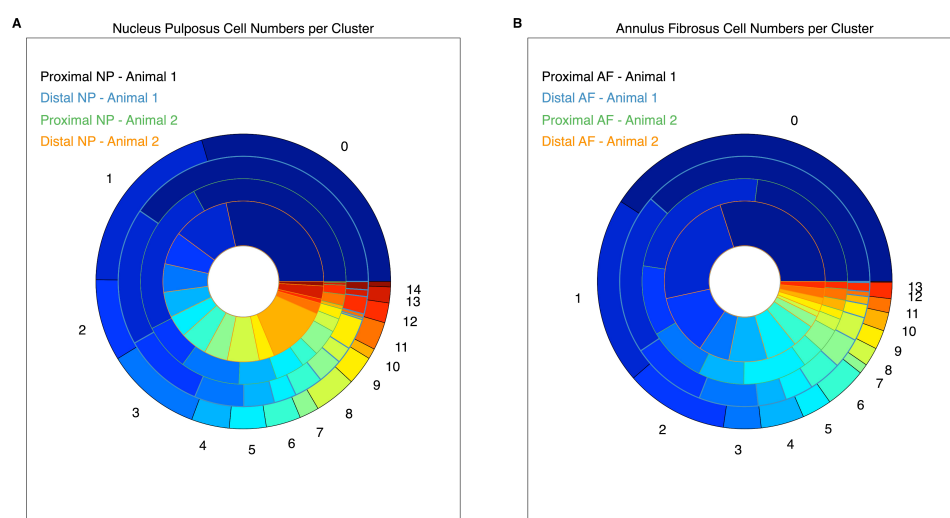 A
Nucleus Pulposus Cell Numbers per Cluster
Proximal NP - Animal 1
Distal NP - Animal 1
Proximal NP - Animal 2
Distal NP - Animal 2
0
1
2
3
4
5
6
7
8
9
10
11
12
13
14
B
Annulus Fibrosus Cell Numbers per Cluster
Proximal AF - Animal 1
Distal AF - Animal 1
Proximal AF - Animal 2
Distal AF - Animal 2
0
1
2
3
4
5
6
7
8
9
10
11
12
13